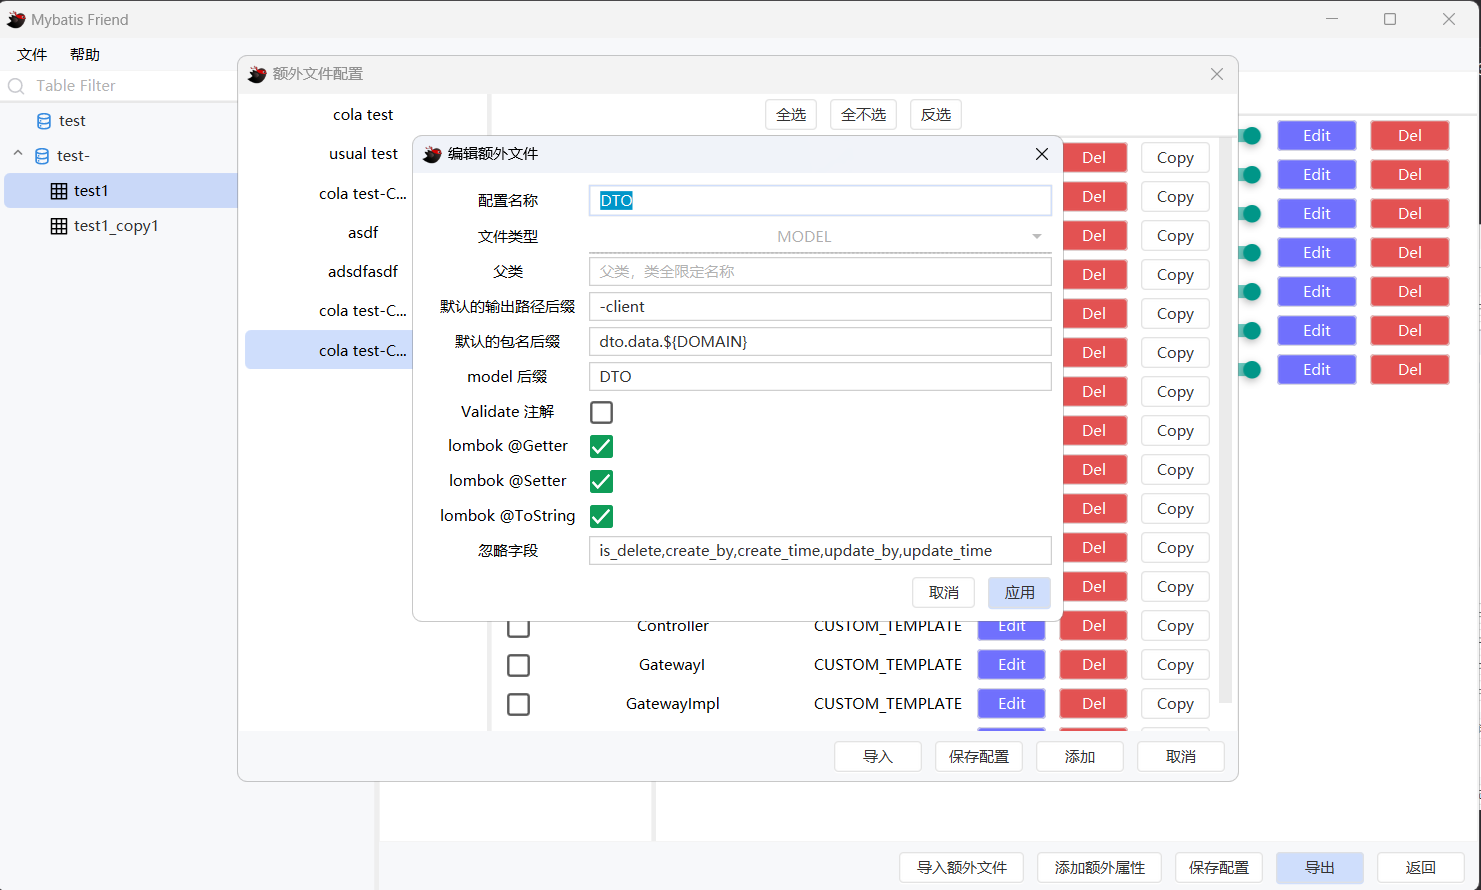 Mybatis Friend
文件 帮助
Table Filter
test
test-
test1
test1_copy1
额外文件配置
cola test
usual test
cola test-C...
asdf
adsdfasdf
cola test-C...
cola test-C...
全选 全不选 反选
编辑额外文件
配置名称 DTO
文件类型 MODEL
父类 父类，类全限定名称
默认的输出路径后缀 -client
默认的包名后缀 dto.data.${DOMAIN}
model 后缀 DTO
Validate 注解
lombok @Getter
lombok @Setter
lombok @ToString
忽略字段 is_delete,create_by,create_time,update_by,update_time
取消 应用
Del Copy
Del Copy
Del Copy
Del Copy
Del Copy
Del Copy
Del Copy
Del Copy
Del Copy
Del Copy
Del Copy
Del Copy
Controller CUSTOM_TEMPLATE Edit Del Copy
GatewayI CUSTOM_TEMPLATE Edit Del Copy
GatewayImpl CUSTOM_TEMPLATE Edit Del Copy
导入 保存配置 添加 取消
Edit Del
Edit Del
Edit Del
Edit Del
Edit Del
Edit Del
Edit Del
导入额外文件 添加额外属性 保存配置 导出 返回